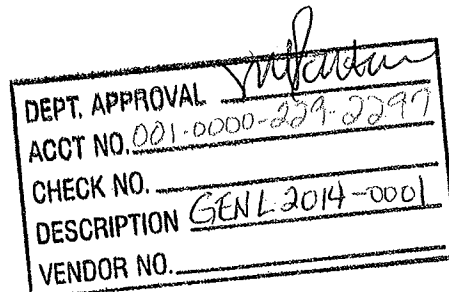 DEPT. APPROVAL
ACCT NO. 001-0000-229-2297
CHECK NO.
DESCRIPTION GENL 2014-0001
VENDOR NO.